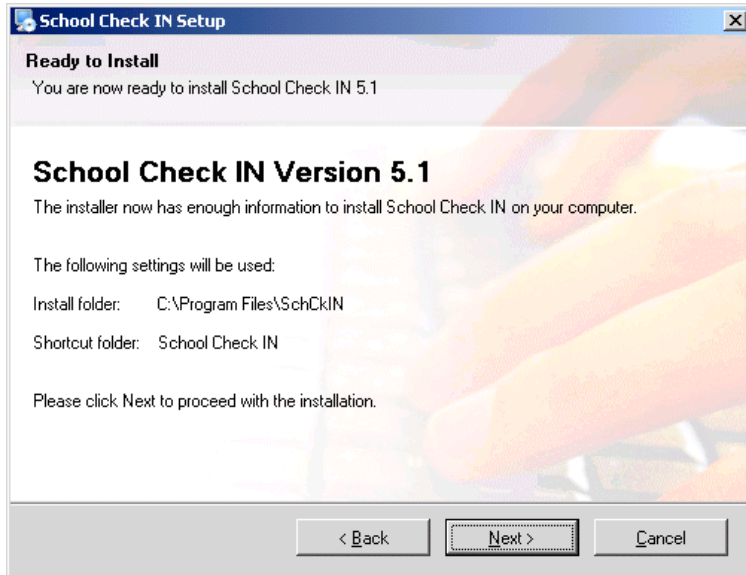 School Check IN Setup
Ready to Install
You are now ready to install School Check IN 5.1
School Check IN Version 5.1
The installer now has enough information to install School Check IN on your computer.
The following settings will be used:
Install folder: C:\Program Files\SchCkIN
Shortcut folder: School Check IN
Please click Next to proceed with the installation.
< Back Next > Cancel